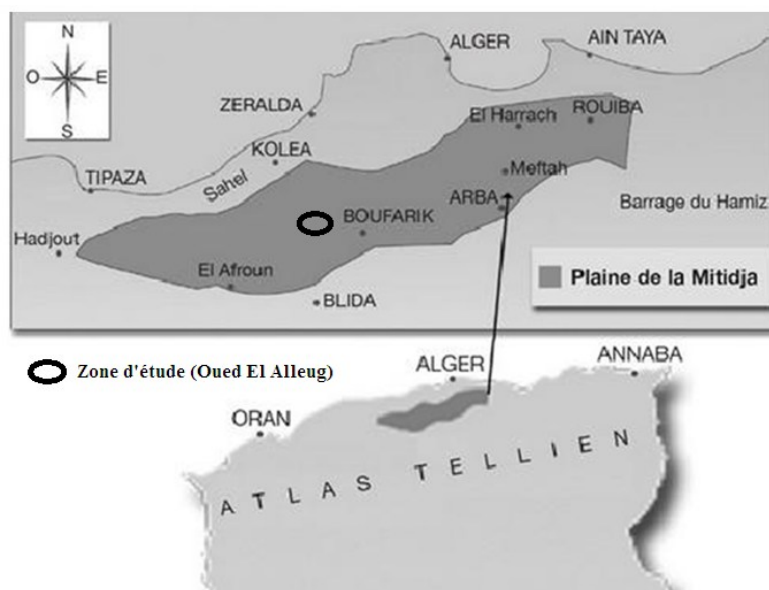 N
O E
S
ALGER
AIN TAYA
ZERALDA
El Harrach
ROUIBA
KOLEA
Meftah
TIPAZA
Sahel
ARBA
Barrage du Hamiz
BOUFARIK
Hadjout
El Afroun
Plaine de la Mitidja
BLIDA
Zone d'étude (Oued El Alleug)
ALGER
ANNABA
ORAN
ATLAS TELLIEN